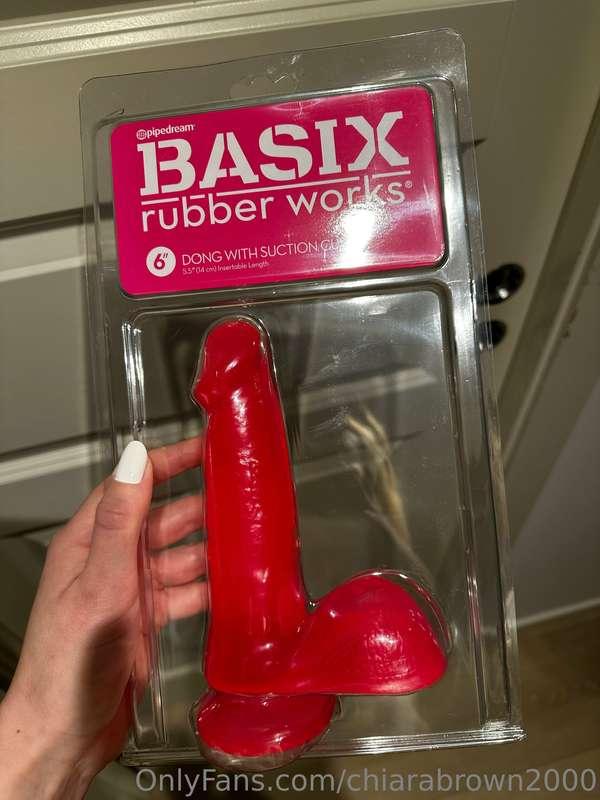 pipedream®
BASIX
rubber works®
6" DONG WITH SUCTION CU
5.5" (14 cm) Insertable Length
OnlyFans.com/chiarabrown2000